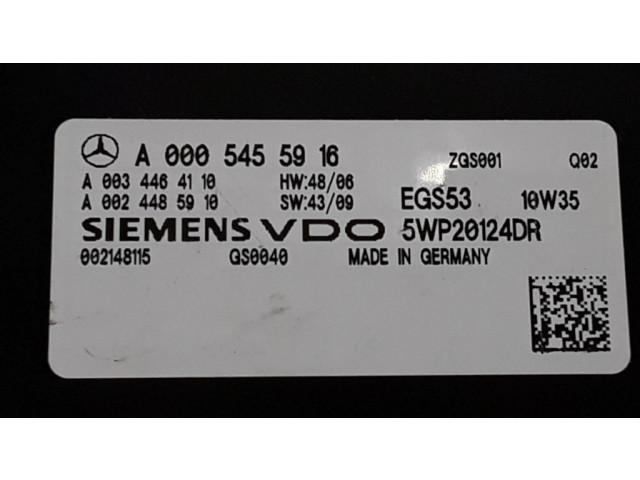 A 000 545 59 16 ZGS001 Q02
A 003 446 41 10 HW:48/06
A 002 448 59 10 SW:43/09 EGS53 10W35
SIEMENS VDO 5WP20124DR
002148115 GS0040 MADE IN GERMANY